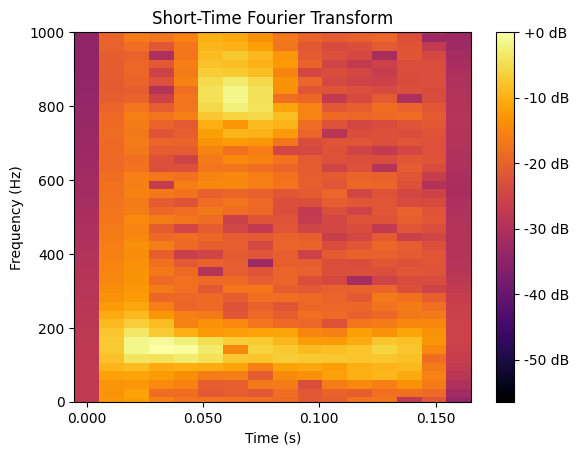 Short-Time Fourier Transform
1000
800
600
400
200
0
Frequency (Hz)
0.000
0.050
0.100
0.150
Time (s)
+0 dB
-10 dB
-20 dB
-30 dB
-40 dB
-50 dB